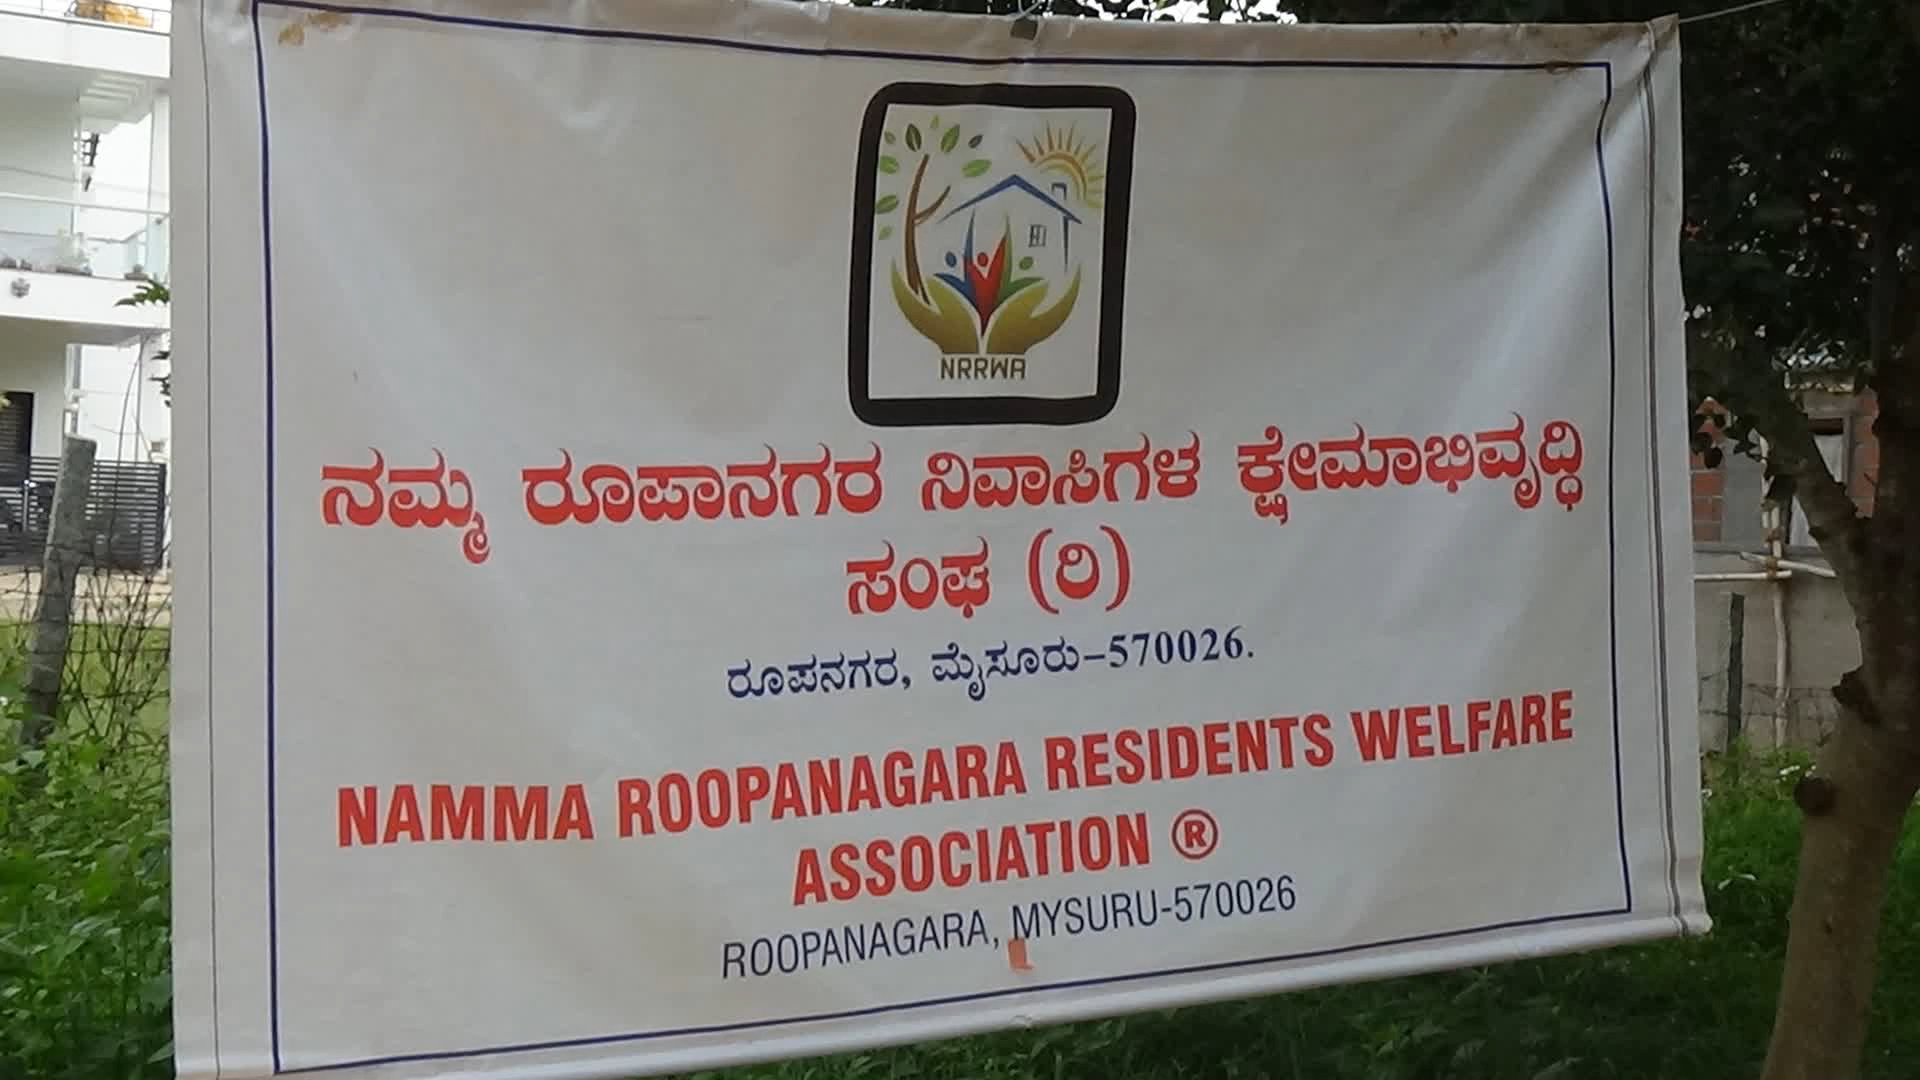 NRRWA
ನಮ್ಮ ರೂಪಾನಗರ ನಿವಾಸಿಗಳ ಕ್ಷೇಮಾಭಿವೃದ್ಧಿ
ಸಂಘ (ರಿ)
ರೂಪನಗರ, ಮೈಸೂರು-570026.
NAMMA ROOPANAGARA RESIDENTS WELFARE
ASSOCIATION ®
ROOPANAGARA, MYSURU-570026